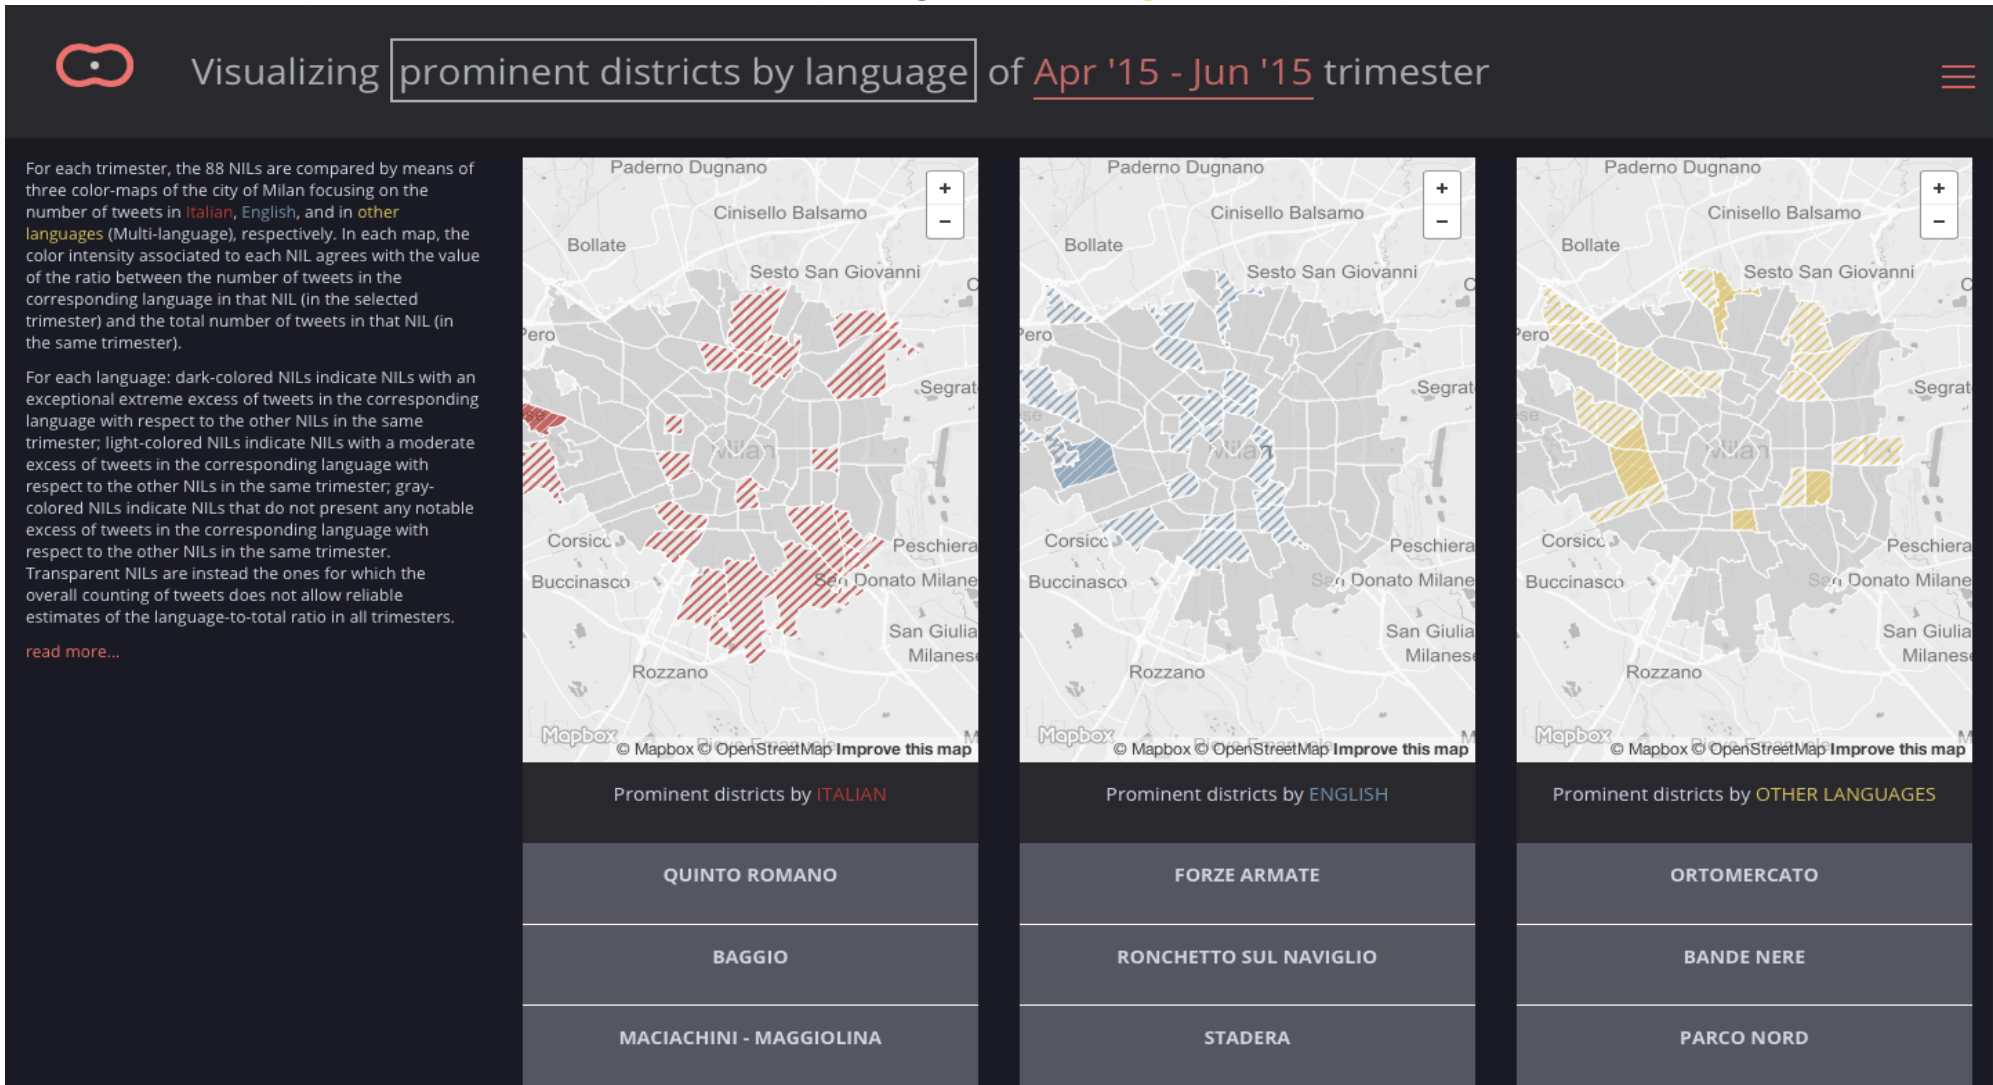 Visualizing prominent districts by language of Apr '15 - Jun '15 trimester
For each trimester, the 88 NILs are compared by means of
three color-maps of the city of Milan focusing on the
number of tweets in Italian, English, and in other
languages (Multi-language), respectively. In each map, the
color intensity associated to each NIL agrees with the value
of the ratio between the number of tweets in the
corresponding language in that NIL (in the selected
trimester) and the total number of tweets in that NIL (in
the same trimester).
For each language: dark-colored NILs indicate NILs with an
exceptional extreme excess of tweets in the corresponding
language with respect to the other NILs in the same
trimester; light-colored NILs indicate NILs with a moderate
excess of tweets in the corresponding language with
respect to the other NILs in the same trimester; gray-
colored NILs indicate NILs that do not present any notable
excess of tweets in the corresponding language with
respect to the other NILs in the same trimester.
Transparent NILs are instead the ones for which the
overall counting of tweets does not allow reliable
estimates of the language-to-total ratio in all trimesters.
read more...
Paderno Dugnano
+
Cinisello Balsamo
−
Bollate
Sesto San Giovanni
C
Pero
Segrat
se
Milan
Corsico
Peschiera
Buccinasco
San Donato Milane
San Giulia
Milanese
Rozzano
Mapbox
M
© Mapbox © OpenStreetMap Improve this map
Prominent districts by ITALIAN
QUINTO ROMANO
BAGGIO
MACIACHINI - MAGGIOLINA
Paderno Dugnano
+
Cinisello Balsamo
−
Bollate
Sesto San Giovanni
C
Pero
Segrat
se
Milan
Corsico
Peschiera
Buccinasco
San Donato Milane
San Giulia
Milanese
Rozzano
Mapbox
M
© Mapbox © OpenStreetMap Improve this map
Prominent districts by ENGLISH
FORZE ARMATE
RONCHETTO SUL NAVIGLIO
STADERA
Paderno Dugnano
+
Cinisello Balsamo
−
Bollate
Sesto San Giovanni
C
Pero
Segrat
se
Milan
Corsico
Peschiera
Buccinasco
San Donato Milane
San Giulia
Milanese
Rozzano
Mapbox
M
© Mapbox © OpenStreetMap Improve this map
Prominent districts by OTHER LANGUAGES
ORTOMERCATO
BANDE NERE
PARCO NORD